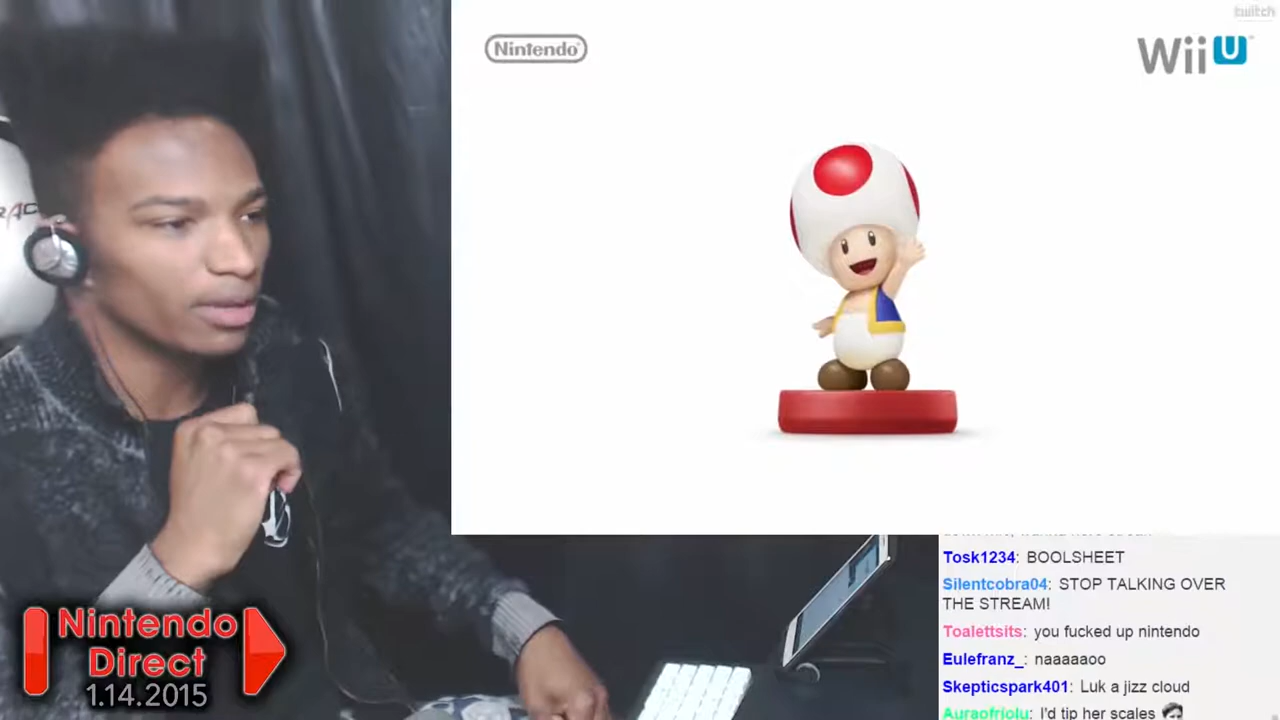 twitch
Nintendo
Wii U
Tosk1234: BOOLSHEET
Silentcobra04: STOP TALKING OVER
THE STREAM!
Toalettsits: you fucked up nintendo
Eulefranz_: naaaaaoo
Skepticspark401: Luk a jizz cloud
Auraofriolu: I'd tip her scales
Nintendo
Direct
1.14.2015